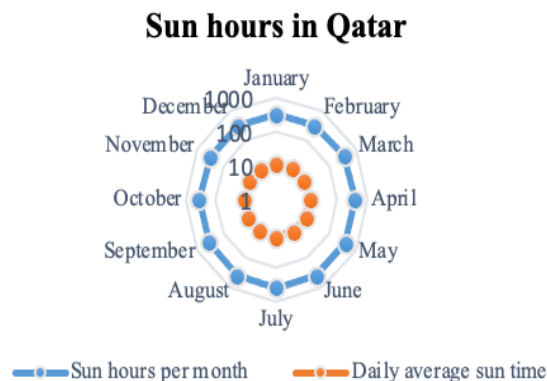 Sun hours in Qatar
January
February
March
April
May
June
July
August
September
October
November
December
1000
100
10
1
Sun hours per month
Daily average sun time